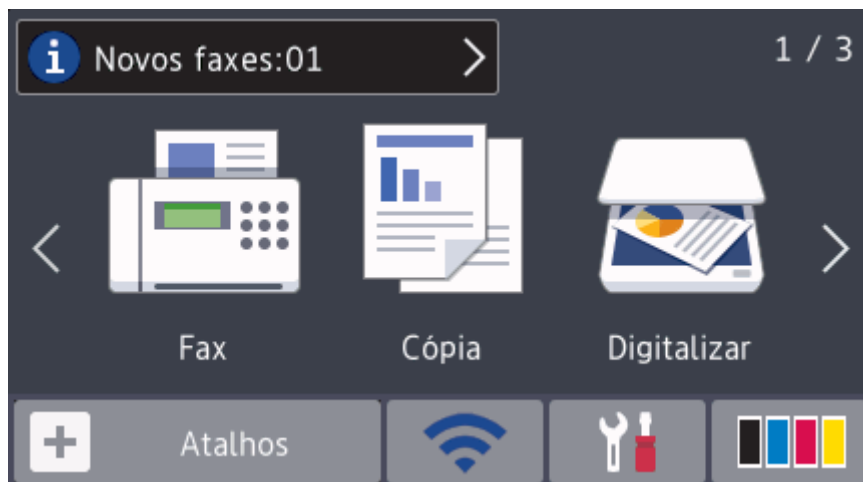 Novos faxes:01
1 / 3
Fax
Cópia
Digitalizar
Atalhos